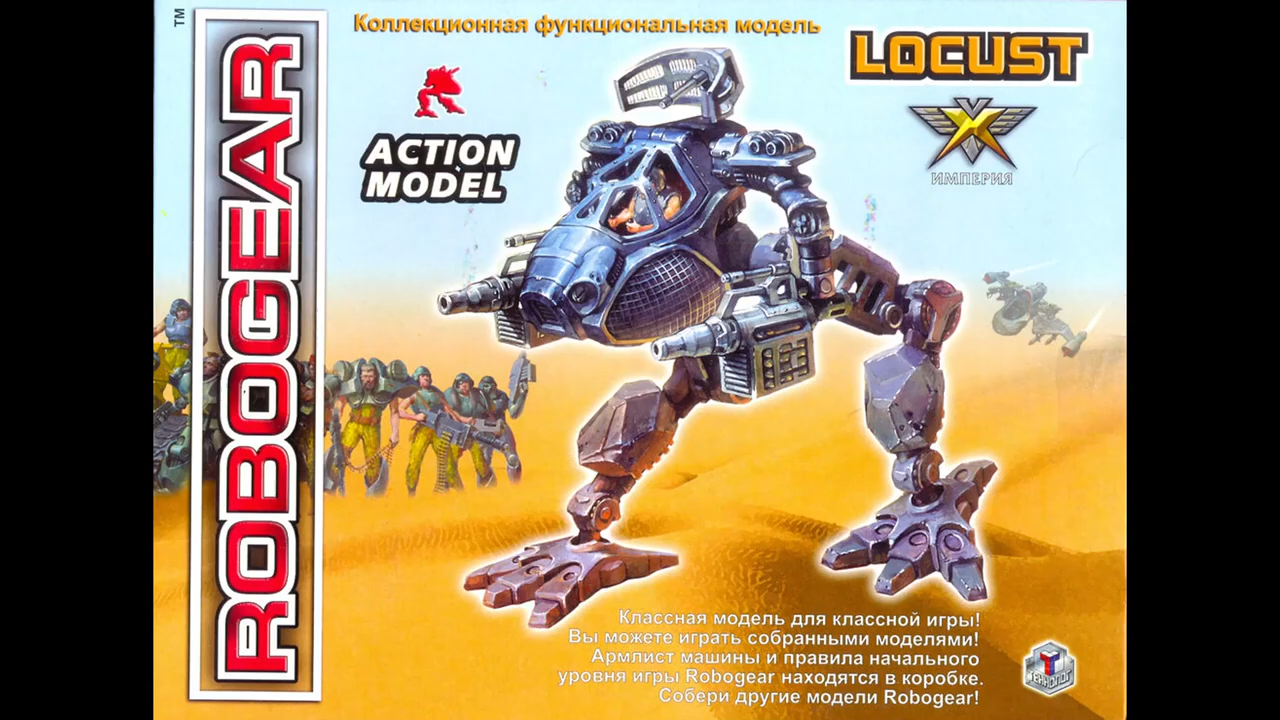 ROBOGEAR
TM
Коллекционная функциональная модель
LOCUST
ACTION
MODEL
ИМПЕРИЯ
Классная модель для классной игры!
Вы можете играть собранными моделями!
Армлист машины и правила начального
уровня игры Robogear находятся в коробке.
Собери другие модели Robogear!
ТЕХНОЛОГ